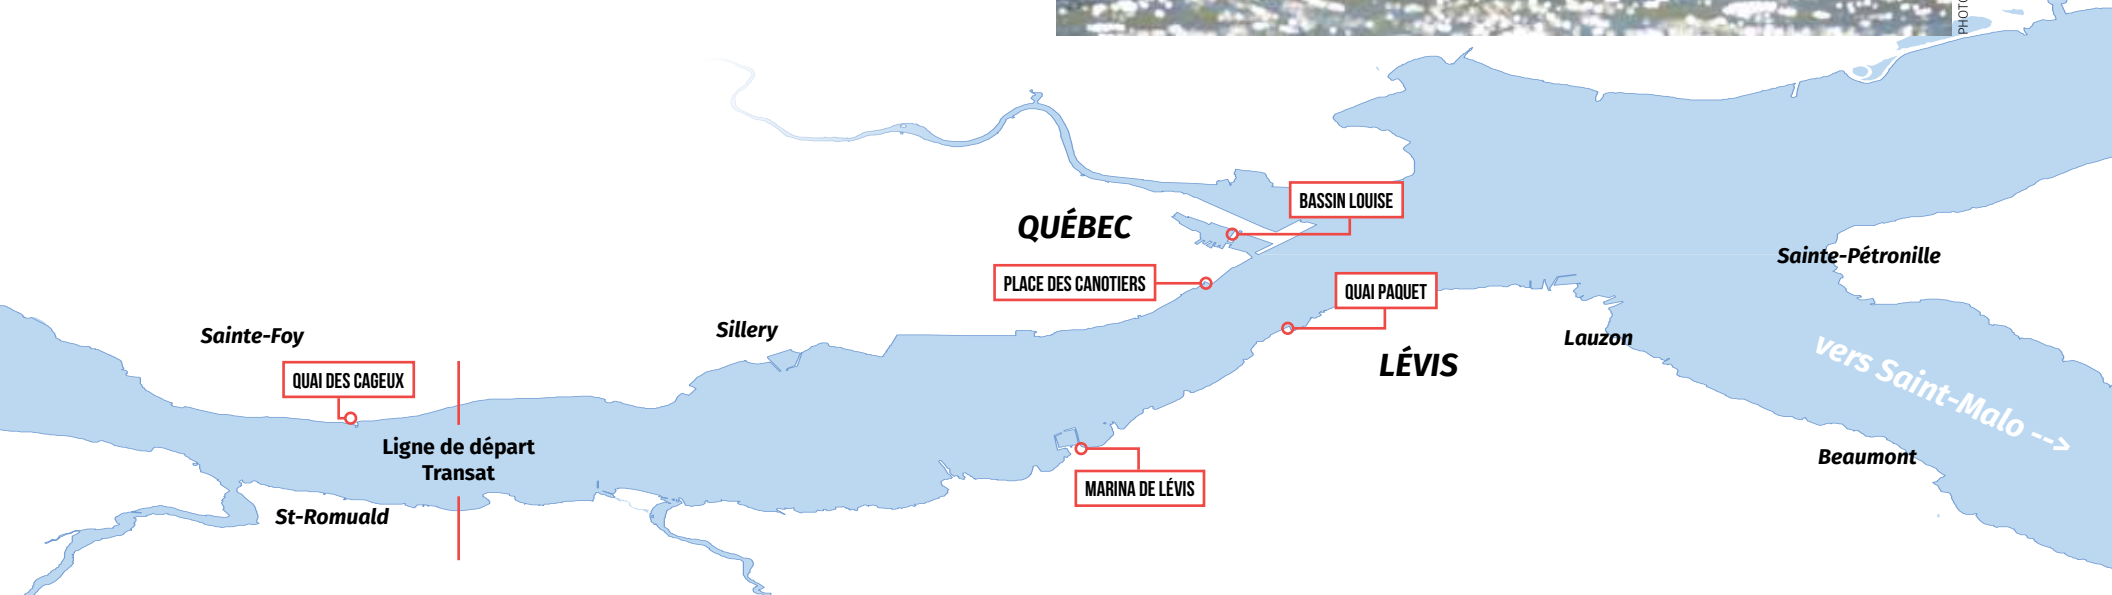 PHOTO
BASSIN LOUISE
QUÉBEC
Sainte-Pétronille
PLACE DES CANOTIERS
QUAI PAQUET
Sainte-Foy
Sillery
Lauzon
LÉVIS
QUAI DES CAGEUX
vers Saint-Malo -->
Ligne de départ
Transat
Beaumont
MARINA DE LÉVIS
St-Romuald